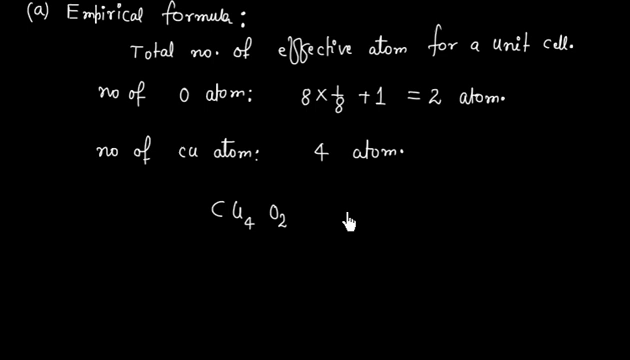 (a) Empirical formula:
Total no. of effective atom for a unit cell.
no of O atom: 8 × 1/8 + 1 = 2 atom.
no of cu atom: 4 atom.
Cu₄ O₂